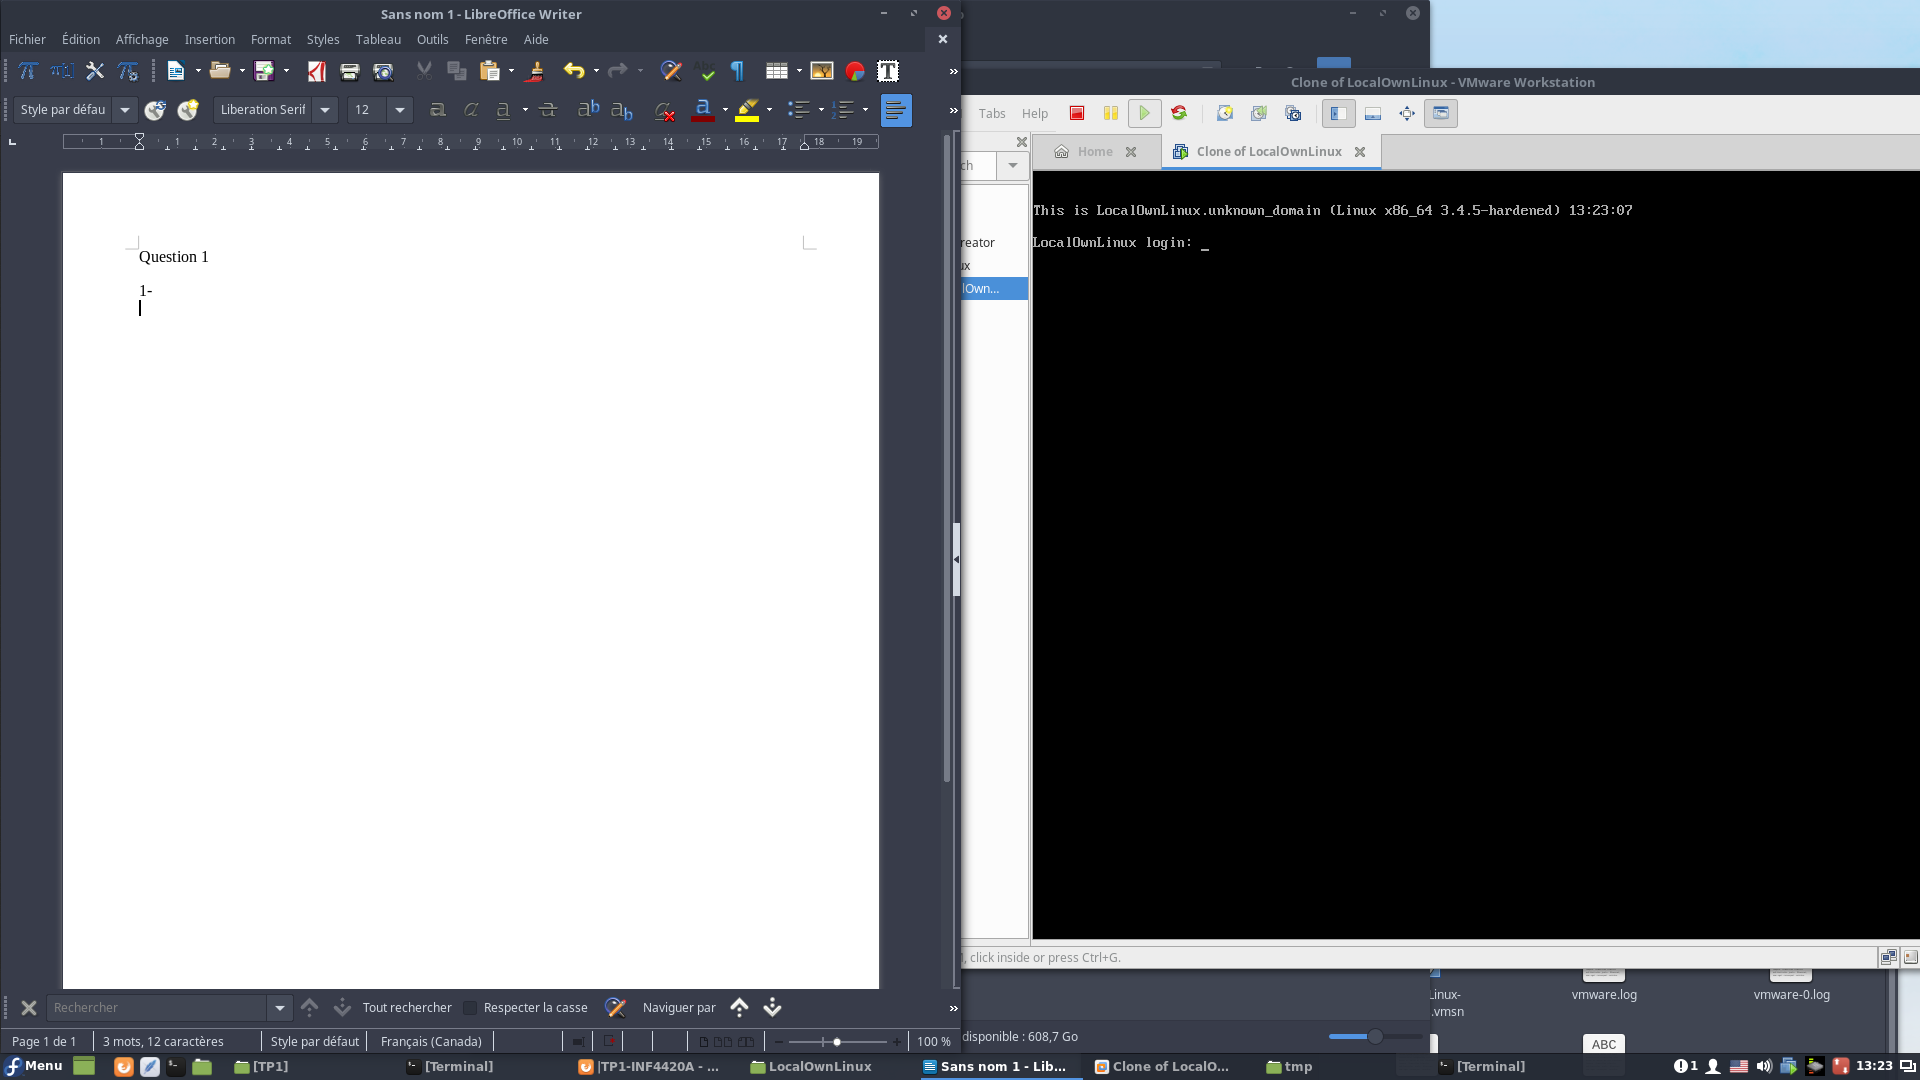 Sans nom 1 - LibreOffice Writer
Fichier Édition Affichage Insertion Format Styles Tableau Outils Fenêtre Aide
Style par défau Liberation Serif 12
1 1 2 3 4 5 6 7 8 9 10 11 12 13 14 15 16 17 18 19
Question 1
1-
Rechercher Tout rechercher Respecter la casse Naviguer par
Page 1 de 1 3 mots, 12 caractères Style par défaut Français (Canada) 100 %
Clone of LocalOwnLinux - VMware Workstation
Tabs Help
ch Home Clone of LocalOwnLinux
This is LocalOwnLinux.unknown_domain (Linux x86_64 3.4.5-hardened) 13:23:07
LocalOwnLinux login: _
reator
ux
lOwn...
, click inside or press Ctrl+G.
Linux- vmware.log vmware-0.log
.vmsn
disponible : 608,7 Go
ABC
Menu [TP1] [Terminal] |TP1-INF4420A - ... LocalOwnLinux Sans nom 1 - Lib... Clone of LocalO... tmp [Terminal] 1 13:23